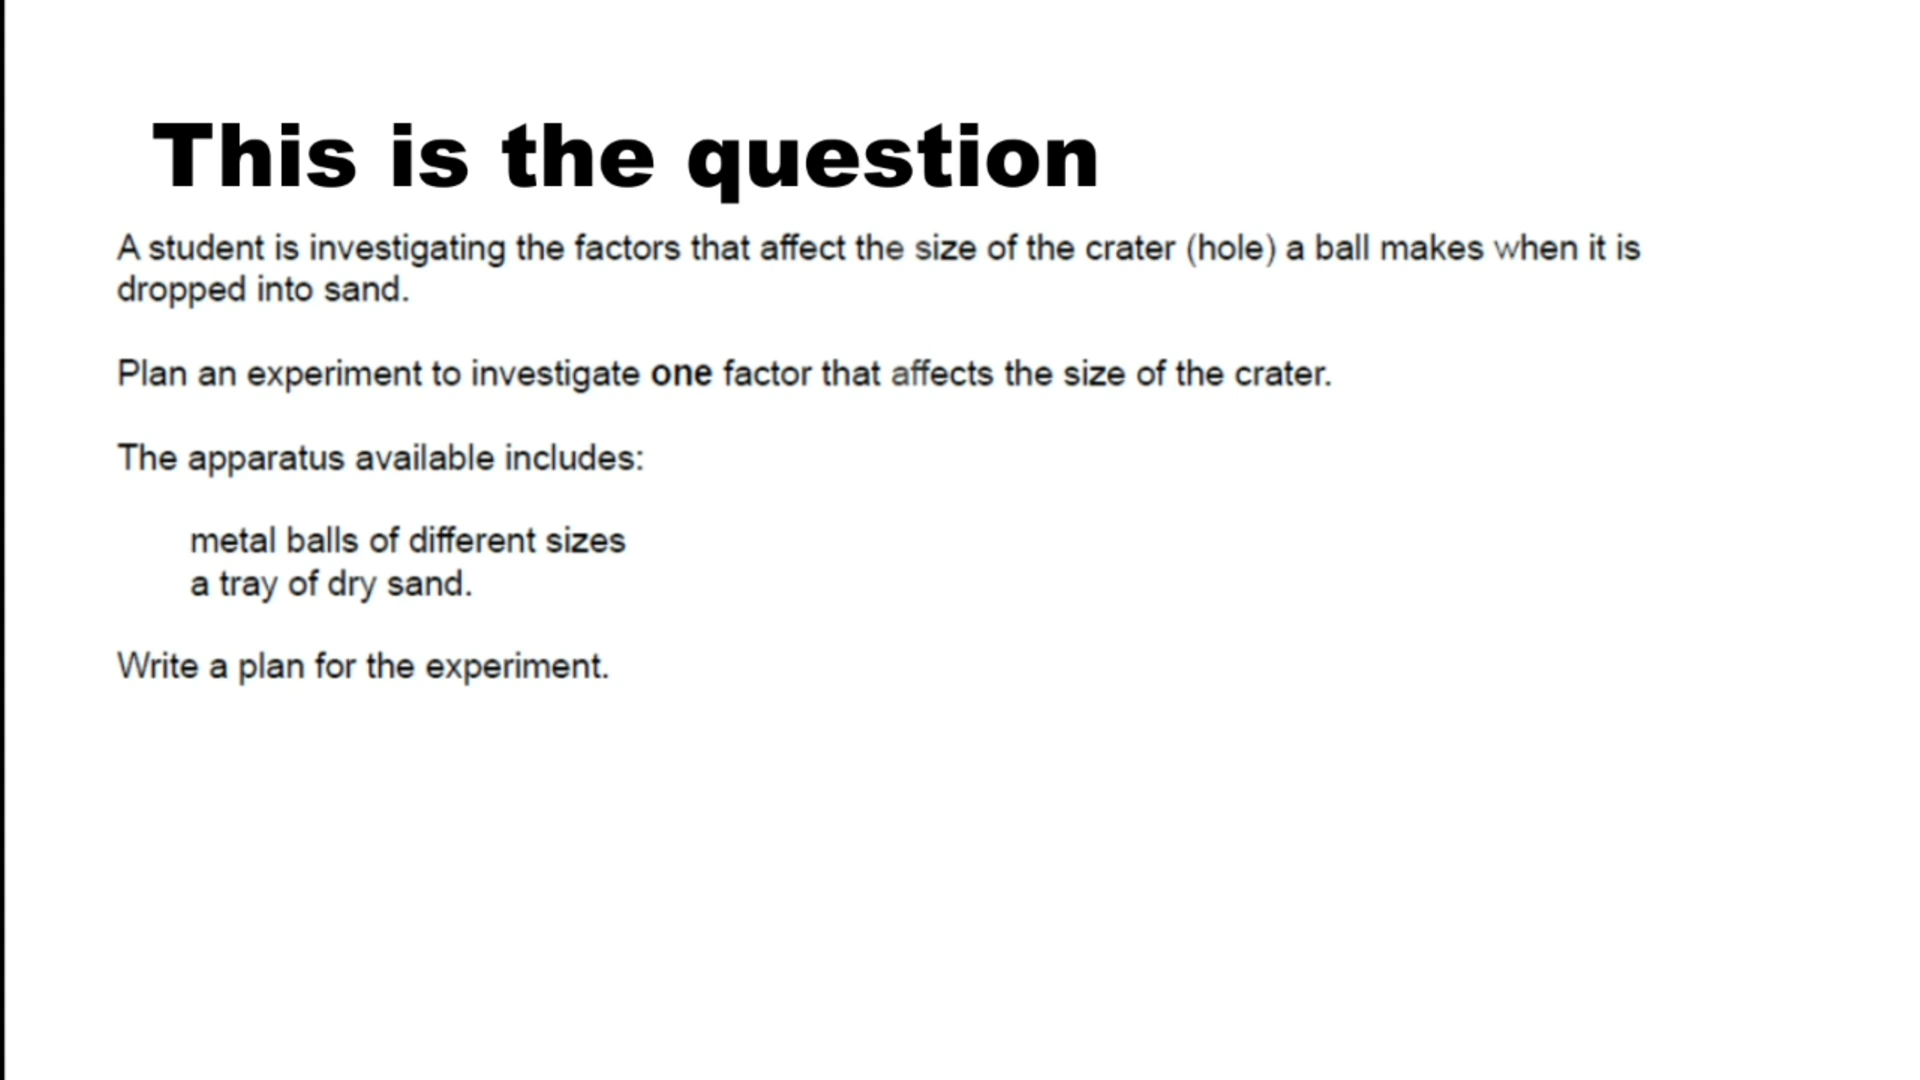 This is the question
A student is investigating the factors that affect the size of the crater (hole) a ball makes when it is
dropped into sand.
Plan an experiment to investigate one factor that affects the size of the crater.
The apparatus available includes:
metal balls of different sizes
a tray of dry sand.
Write a plan for the experiment.